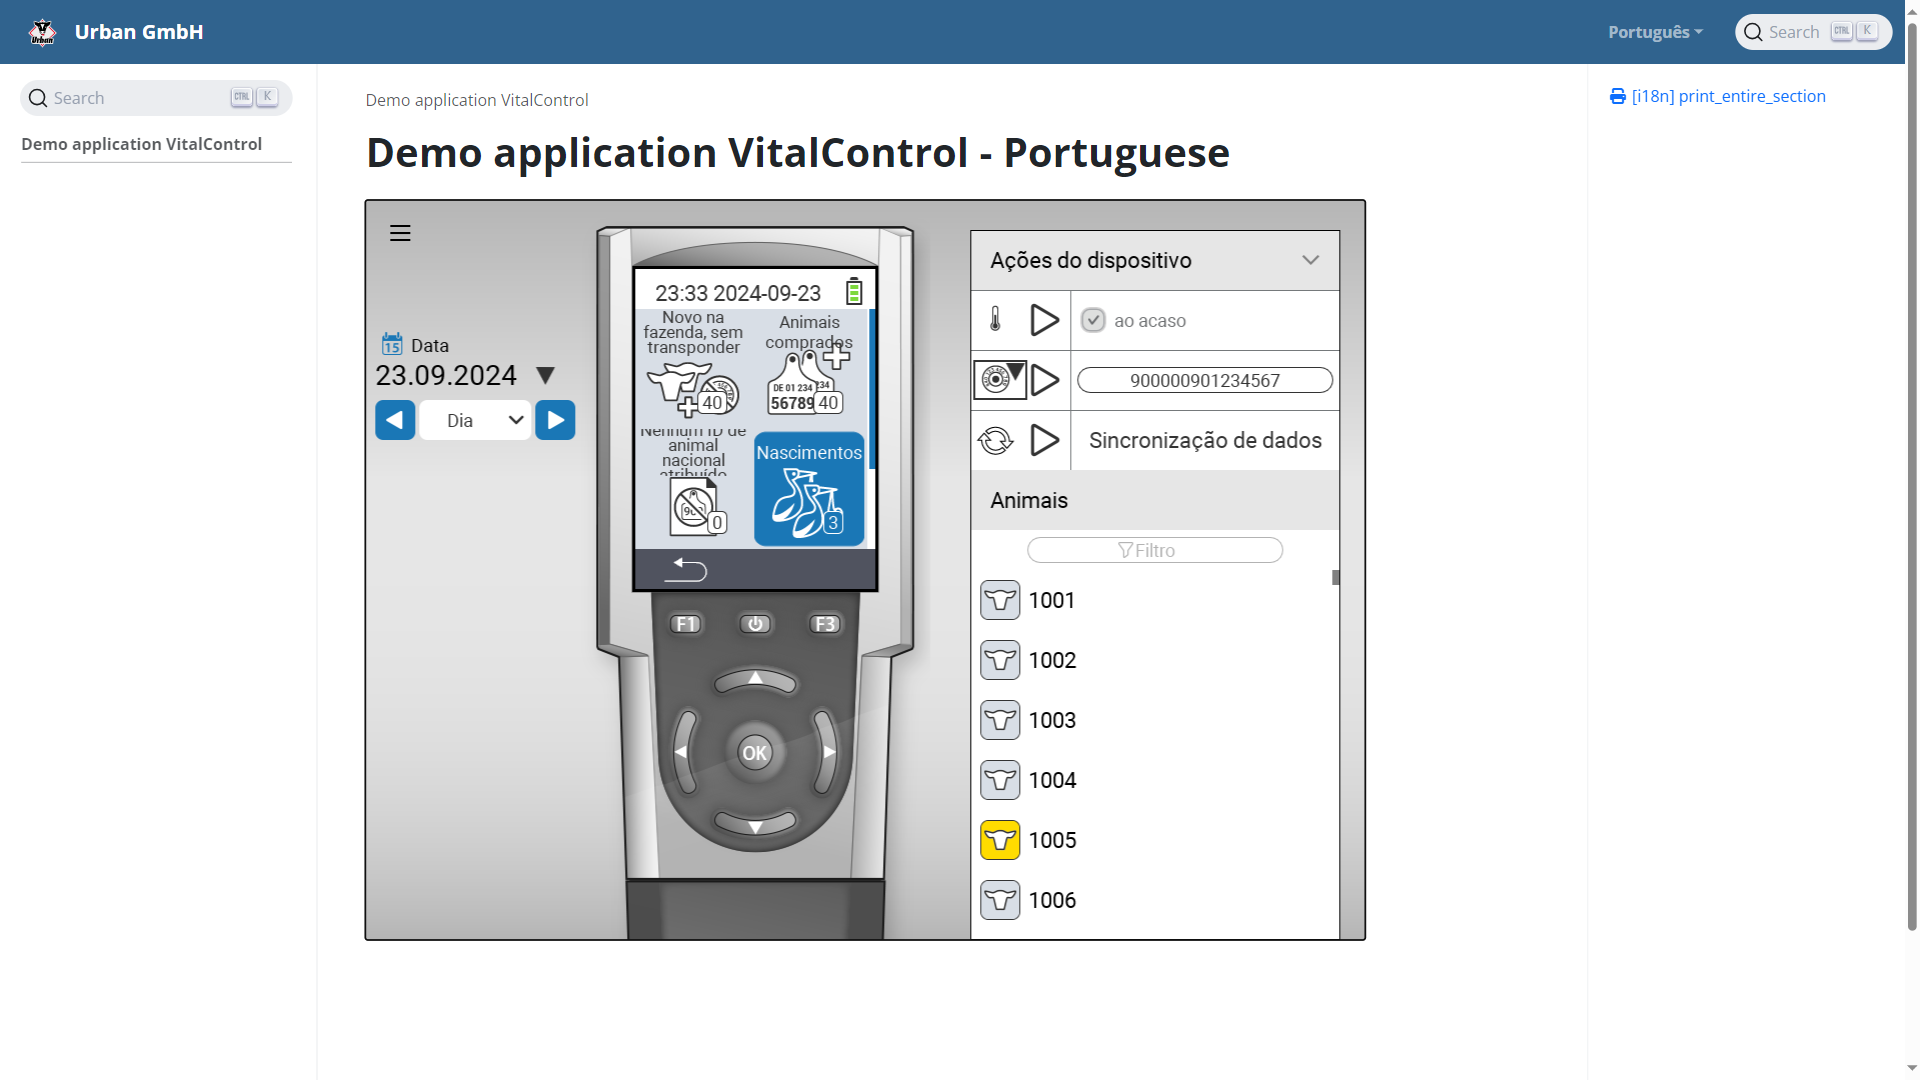 Urban GmbH
Português
Search CTRL K
Search CTRL K
Demo application VitalControl
Demo application VitalControl
[i18n] print_entire_section
Demo application VitalControl - Portuguese
Data
23.09.2024
Dia
23:33 2024-09-23
Novo na
fazenda, sem
transponder
40
Animais
comprados
DE 01 234 234
56789 40
Nenhum ID de
animal
nacional
atribuído
0
Nascimentos
3
F1
F3
OK
Ações do dispositivo
ao acaso
900000901234567
Sincronização de dados
Animais
Filtro
1001
1002
1003
1004
1005
1006